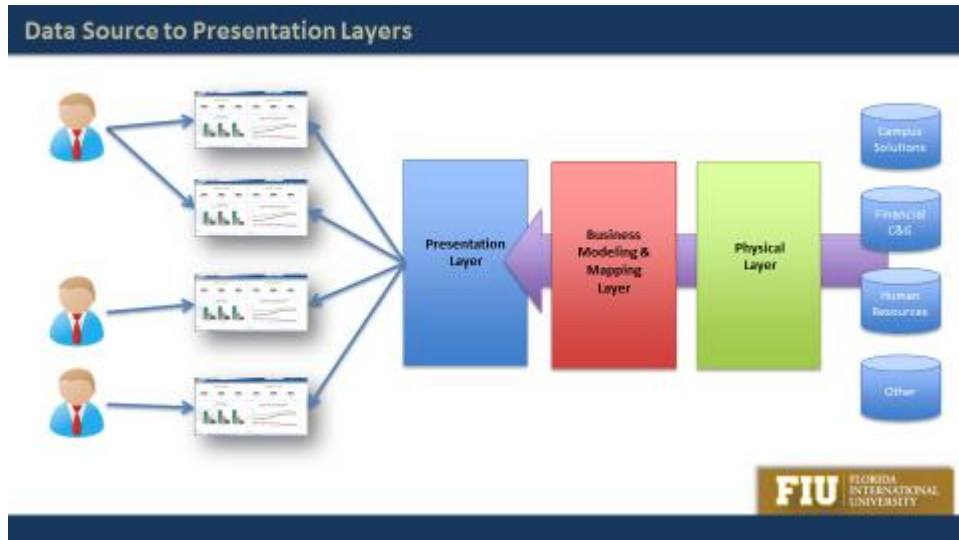 Data Source to Presentation Layers
Campus
Solutions
Financial
C&G
Human
Resources
Other
Presentation
Layer
Business
Modeling &
Mapping
Layer
Physical
Layer
FIU
FLORIDA
INTERNATIONAL
UNIVERSITY